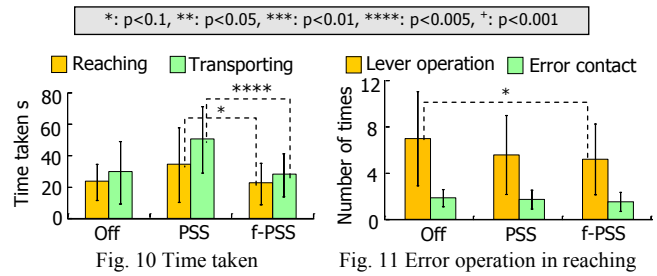 *: p<0.1, **: p<0.05, ***: p<0.01, ****: p<0.005, +: p<0.001
Reaching Transporting
Time taken s
80
60
40
20
0
****
*
Off PSS f-PSS
Fig. 10 Time taken
Lever operation Error contact
Number of times
12
8
4
0
*
Off PSS f-PSS
Fig. 11 Error operation in reaching